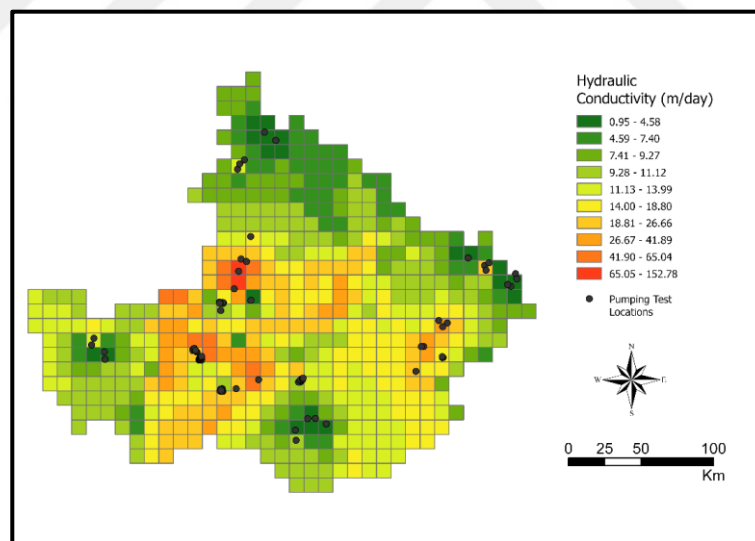 Hydraulic
Conductivity (m/day)
0.95 - 4.58
4.59 - 7.40
7.41 - 9.27
9.28 - 11.12
11.13 - 13.99
14.00 - 18.80
18.81 - 26.66
26.67 - 41.89
41.90 - 65.04
65.05 - 152.78
Pumping Test
Locations
N
W
S
0 25 50 100
Km